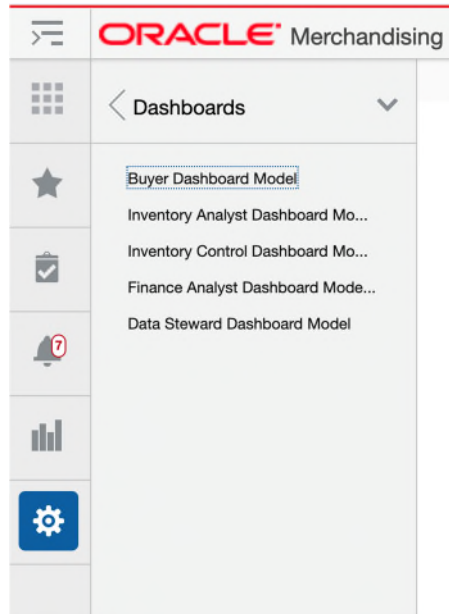 ORACLE Merchandising
Dashboards
Buyer Dashboard Model
Inventory Analyst Dashboard Mo...
Inventory Control Dashboard Mo...
Finance Analyst Dashboard Mode...
Data Steward Dashboard Model
7